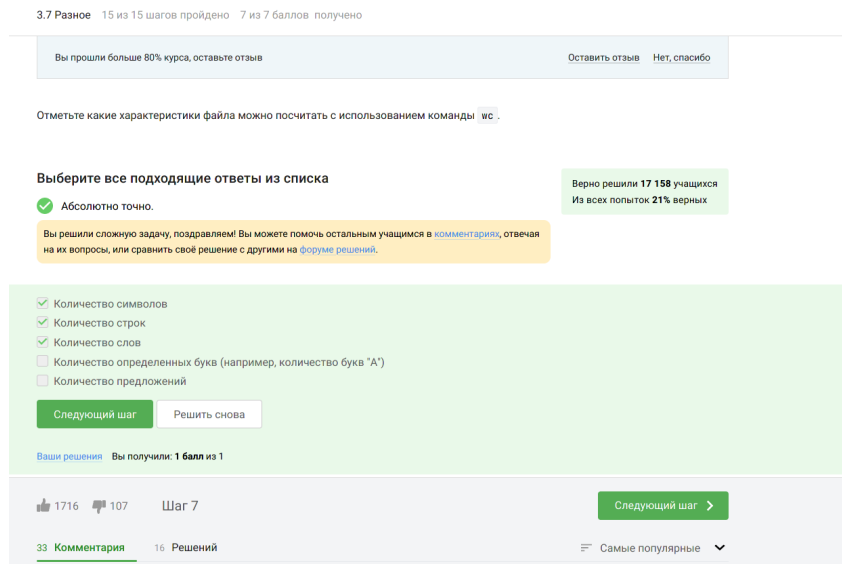 3.7 Разное 15 из 15 шагов пройдено 7 из 7 баллов получено
Вы прошли больше 80% курса, оставьте отзыв Оставить отзыв Нет, спасибо
Отметьте какие характеристики файла можно посчитать с использованием команды wc .
Выберите все подходящие ответы из списка
Абсолютно точно.
Вы решили сложную задачу, поздравляем! Вы можете помочь остальным учащимся в комментариях, отвечая
на их вопросы, или сравнить своё решение с другими на форуме решений.
Верно решили 17 158 учащихся
Из всех попыток 21% верных
Количество символов
Количество строк
Количество слов
Количество определенных букв (например, количество букв "A")
Количество предложений
Следующий шаг Решить снова
Ваши решения Вы получили: 1 балл из 1
1716 107 Шаг 7 Следующий шаг
33 Комментария 16 Решений Самые популярные